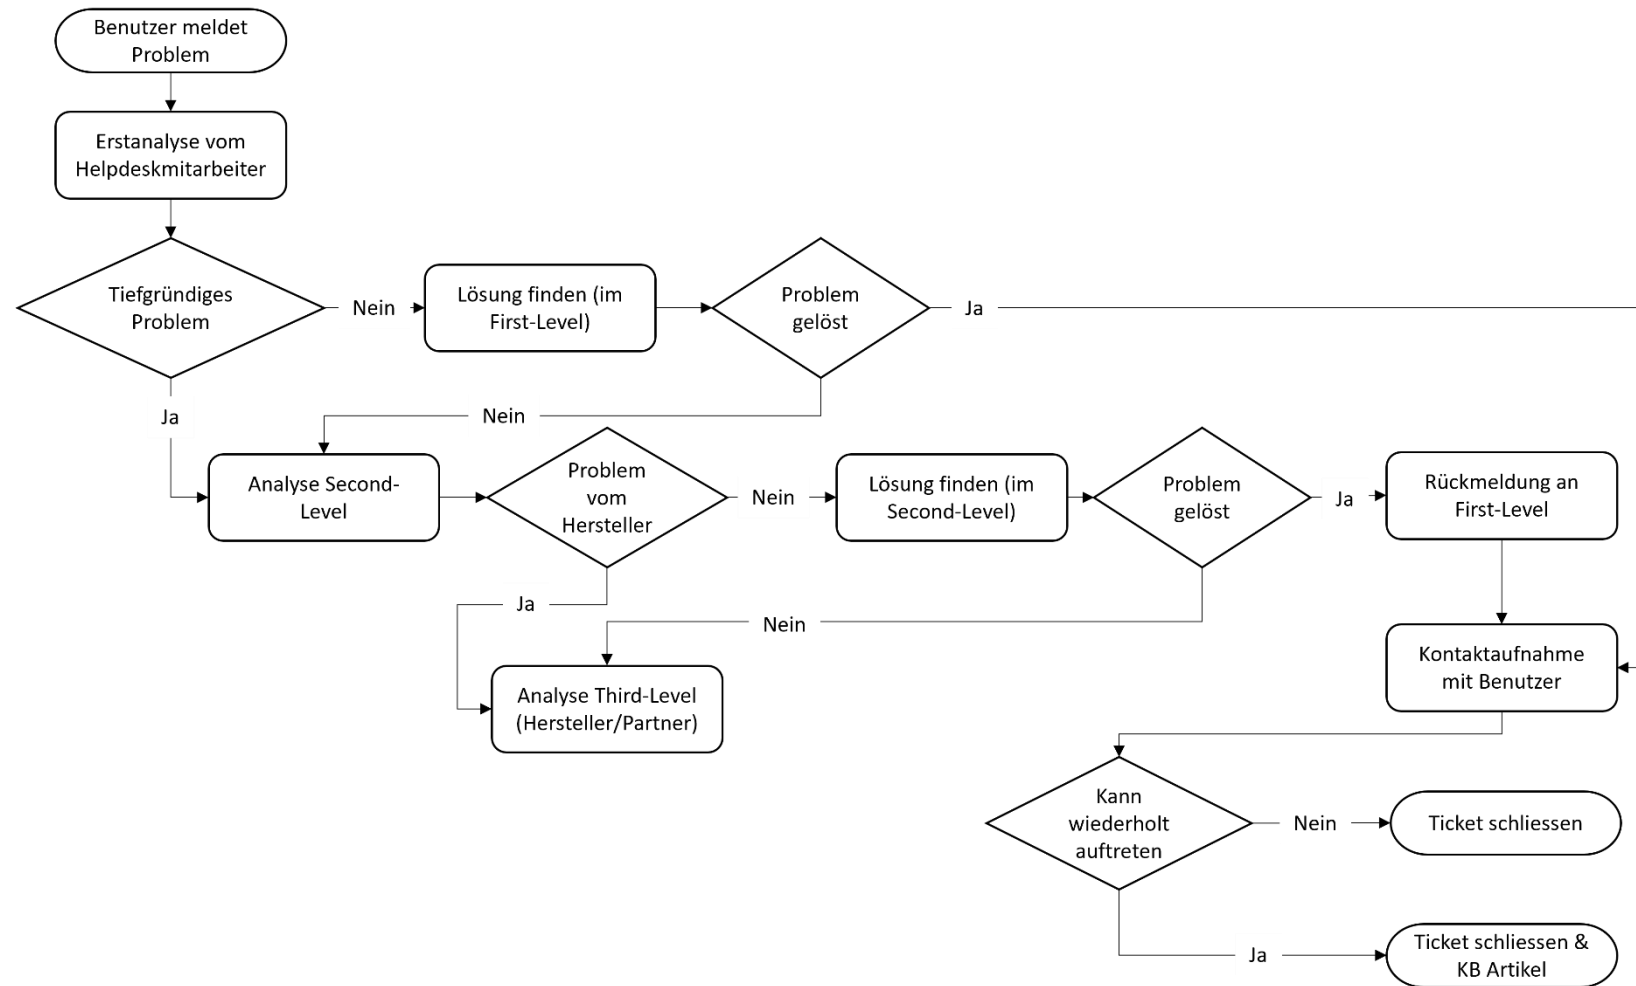 Benutzer meldet
Problem
Erstanalyse vom
Helpdeskmitarbeiter
Tiefgründiges
Problem
Nein
Lösung finden (im
First-Level)
Problem
gelöst
Ja
Ja
Nein
Analyse Second-
Level
Problem
vom
Hersteller
Nein
Lösung finden (im
Second-Level)
Problem
gelöst
Ja
Rückmeldung an
First-Level
Ja
Nein
Analyse Third-Level
(Hersteller/Partner)
Kontaktaufnahme
mit Benutzer
Kann
wiederholt
auftreten
Nein
Ticket schliessen
Ja
Ticket schliessen &
KB Artikel